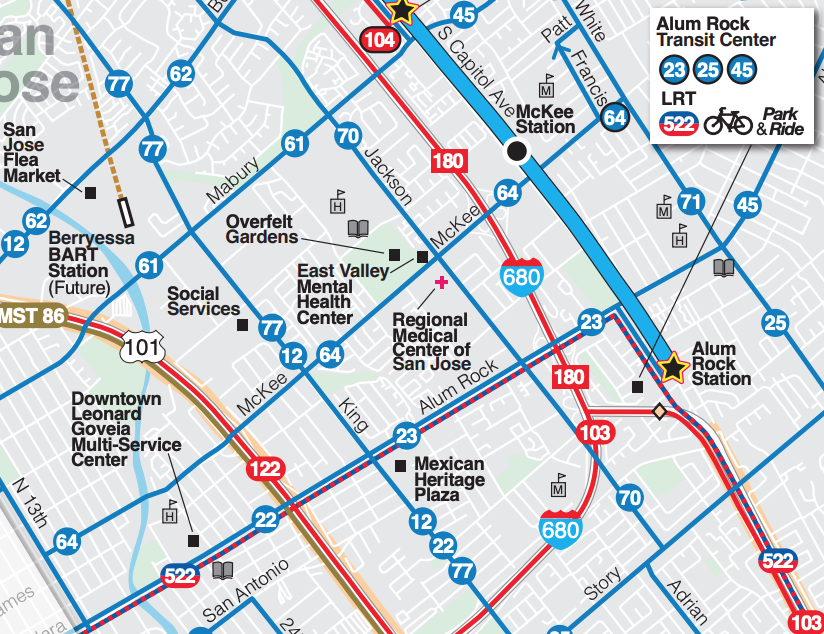 an
ose
San
Jose
Flea
Market
77
62
77
61
70
104
45
180
S Capitol Ave
Patt
White
Francis
McKee
Station
64
Alum Rock
Transit Center
23 25 45
LRT
522
Park
& Ride
M
H
Mabury
Jackson
McKee
64
71
45
M
H
62
12
Berryessa
BART
Station
(Future)
61
Overfelt
Gardens
East Valley
Mental
Health
Center
680
Social
Services
77
12
64
Regional
Medical
Center of
San Jose
23
25
MST 86
101
McKee
Alum Rock
180
Alum
Rock
Station
Downtown
Leonard
Goveia
Multi-Service
Center
King
23
103
122
Mexican
Heritage
Plaza
M
70
N 13th
H
64
22
12
22
77
680
522
522
San Antonio
Story
Adrian
103
ames
24